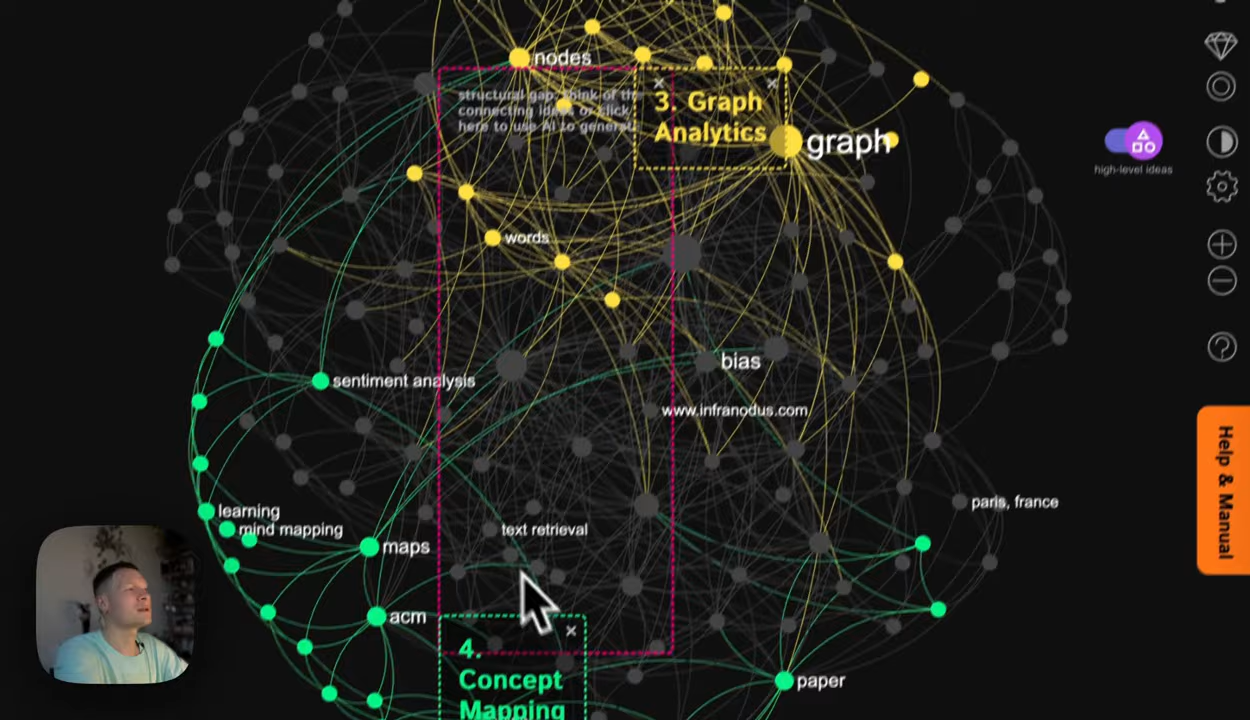 nodes
structural gap: think of the
connecting ideas or click
here to use AI to generate
3. Graph
Analytics
graph
high-level ideas
words
bias
sentiment analysis
www.infranodus.com
Help & Manual
learning
mind mapping
paris, france
text retrieval
maps
acm
4.
Concept
Mapping
paper